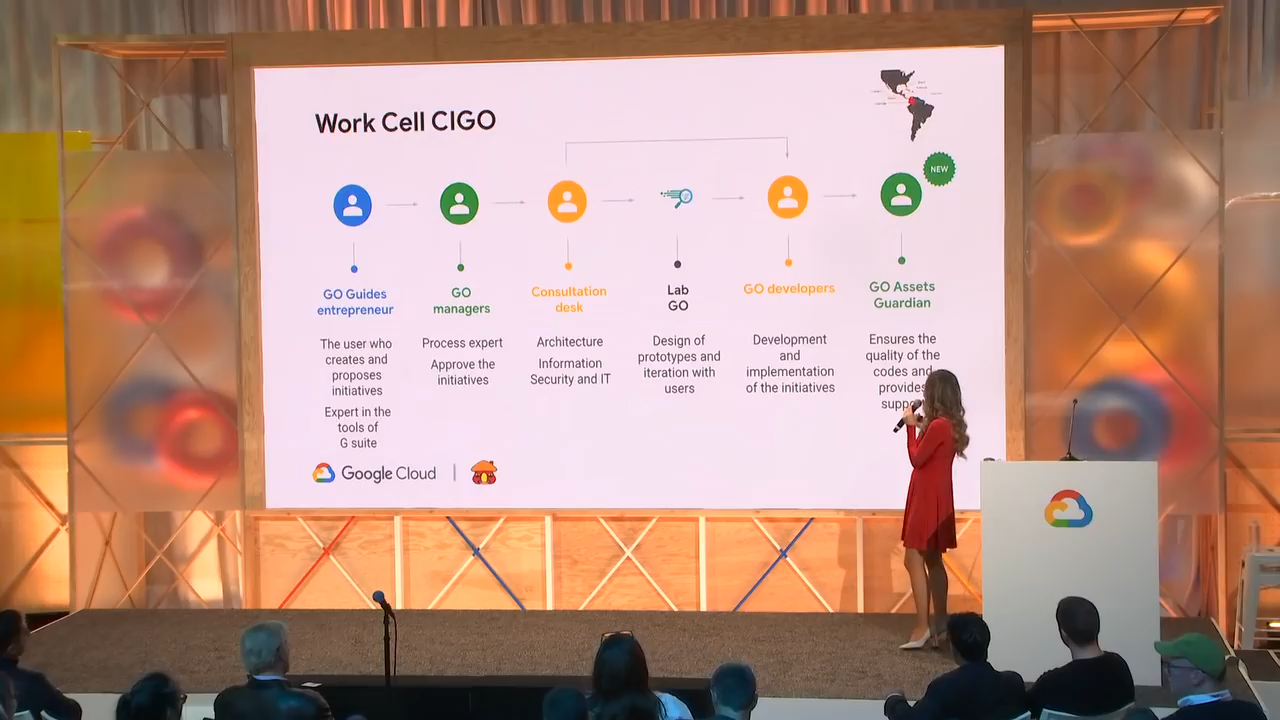 Work Cell CIGO
NEW
GO Guides
entrepreneur
The user who
creates and
proposes
initiatives
Expert in the
tools of
G suite
GO
managers
Process expert
Approve the
initiatives
Consultation
desk
Architecture
Information
Security and IT
Lab
GO
Design of
prototypes and
iteration with
users
GO developers
Development
and
implementation
of the initiatives
GO Assets
Guardian
Ensures the
quality of the
codes and
provides
Google Cloud